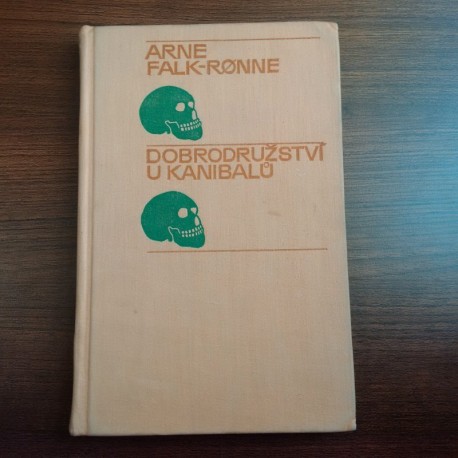 ARNE
FALK-RØNNE
DOBRODRUŽSTVÍ
U KANIBALŮ